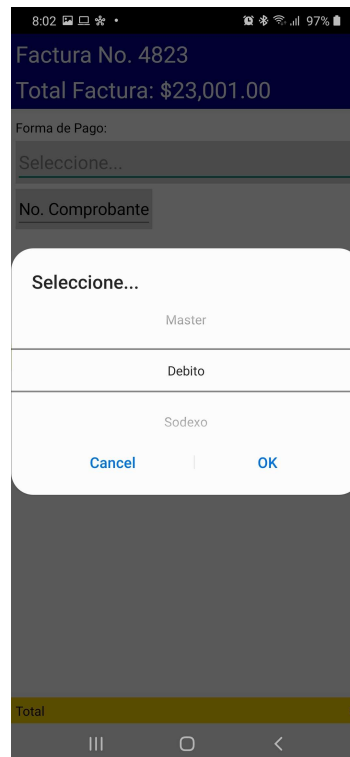 8:02 97%
Factura No. 4823
Total Factura: $23,001.00
Forma de Pago:
Seleccione...
No. Comprobante
Seleccione...
Master
Debito
Sodexo
Cancel OK
Total